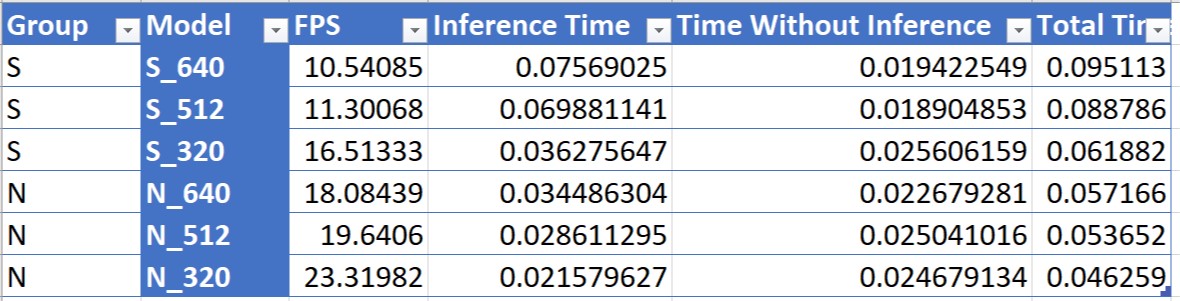 Group Model FPS Inference Time Time Without Inference Total Time
S S_640 10.54085 0.07569025 0.019422549 0.095113
S S_512 11.30068 0.069881141 0.018904853 0.088786
S S_320 16.51333 0.036275647 0.025606159 0.061882
N N_640 18.08439 0.034486304 0.022679281 0.057166
N N_512 19.6406 0.028611295 0.025041016 0.053652
N N_320 23.31982 0.021579627 0.024679134 0.046259